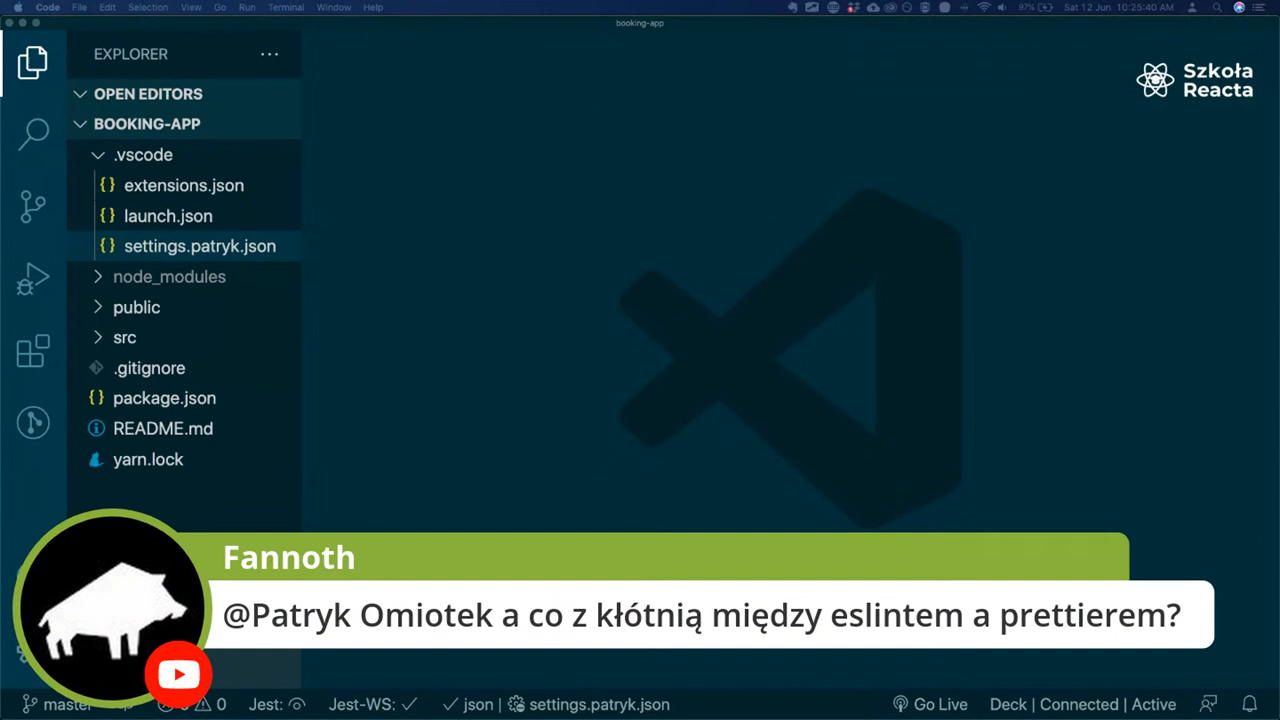 Code File Edit Selection View Go Run Terminal Window Help
97% Sat 12 Jun 10:25:40 AM
booking-app
EXPLORER
Szkoła
Reacta
OPEN EDITORS
BOOKING-APP
.vscode
{} extensions.json
{} launch.json
{} settings.patryk.json
node_modules
public
src
.gitignore
{} package.json
README.md
yarn.lock
Fannoth
@Patryk Omiotek a co z kłótnią między eslintem a prettierem?
0 Jest: Jest-WS: json | settings.patryk.json
Go Live Deck | Connected | Active